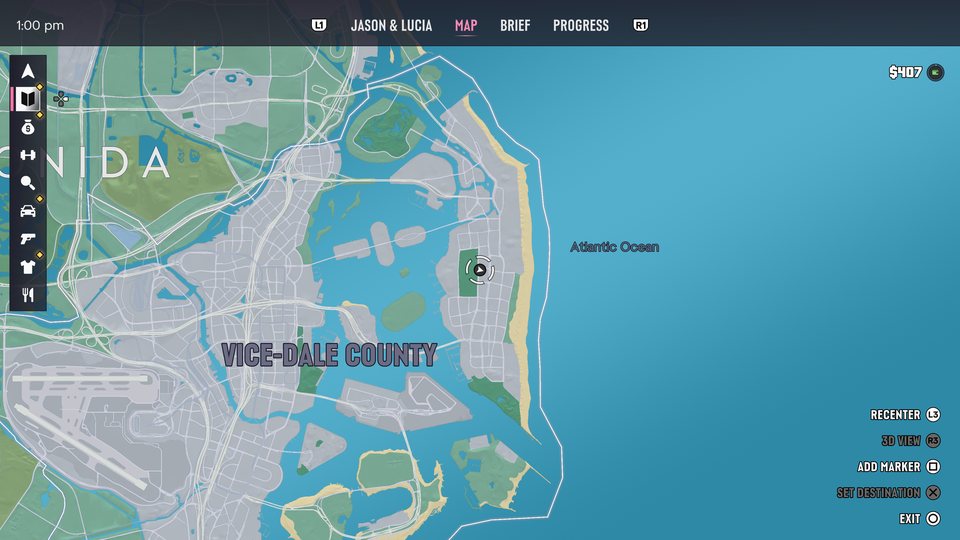 1:00 pm
L1 JASON & LUCIA MAP BRIEF PROGRESS R1
$407
ONIDA
Atlantic Ocean
VICE-DALE COUNTY
RECENTER L3
3D VIEW R3
ADD MARKER
SET DESTINATION
EXIT